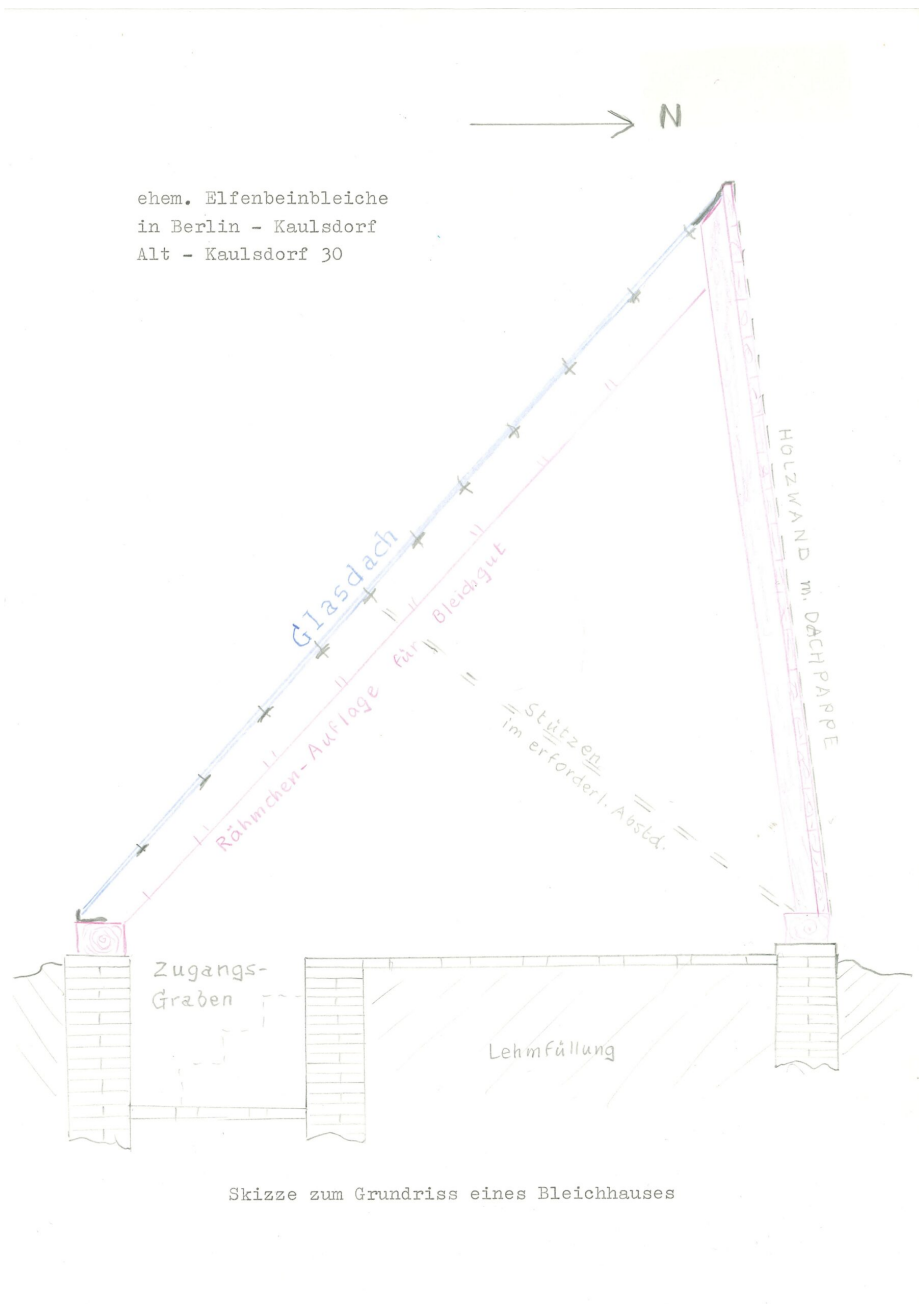 N
ehem. Elfenbeinbleiche
in Berlin - Kaulsdorf
Alt - Kaulsdorf 30
HOLZWAND m. DACHPAPPE
Glasdach
Rähmchen-Auflage für Bleichgut
Stützen
im erforderl. Abstd.
Zugangs-
Graben
Lehmfüllung
Skizze zum Grundriss eines Bleichhauses